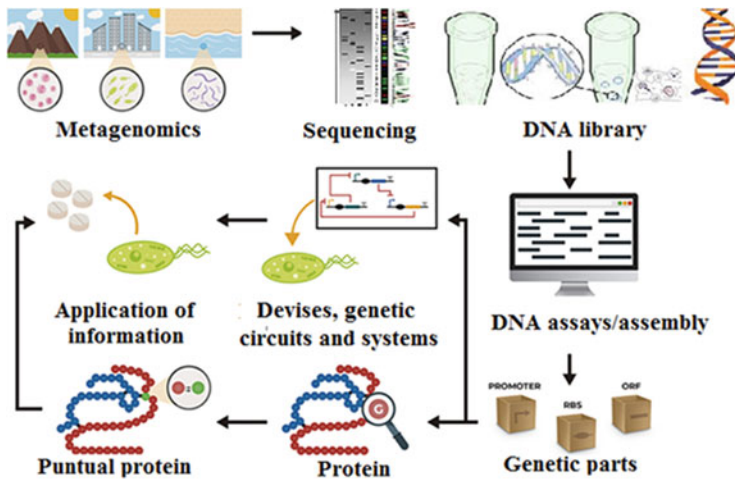 Metagenomics
Sequencing
DNA library
Application of
information
Devises, genetic
circuits and systems
DNA assays/assembly
PROMOTER
RBS
ORF
Puntual protein
Protein
Genetic parts